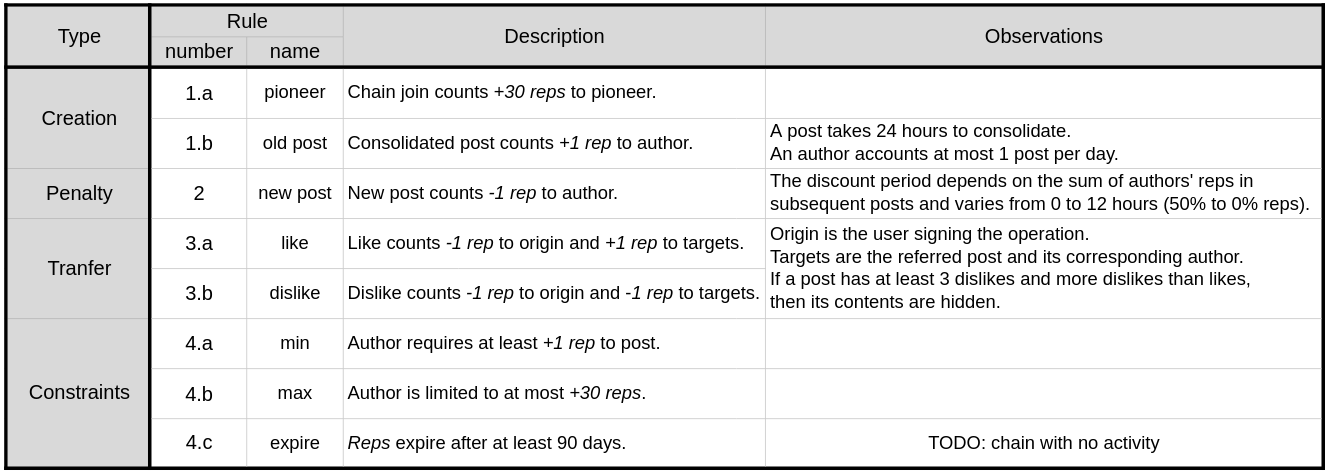 Type
Rule
number
name
Description
Observations
Creation
1.a
pioneer
Chain join counts +30 reps to pioneer.
1.b
old post
Consolidated post counts +1 rep to author.
A post takes 24 hours to consolidate.
An author accounts at most 1 post per day.
Penalty
2
new post
New post counts -1 rep to author.
The discount period depends on the sum of authors' reps in
subsequent posts and varies from 0 to 12 hours (50% to 0% reps).
Tranfer
3.a
like
Like counts -1 rep to origin and +1 rep to targets.
3.b
dislike
Dislike counts -1 rep to origin and -1 rep to targets.
Origin is the user signing the operation.
Targets are the referred post and its corresponding author.
If a post has at least 3 dislikes and more dislikes than likes,
then its contents are hidden.
Constraints
4.a
min
Author requires at least +1 rep to post.
4.b
max
Author is limited to at most +30 reps.
4.c
expire
Reps expire after at least 90 days.
TODO: chain with no activity